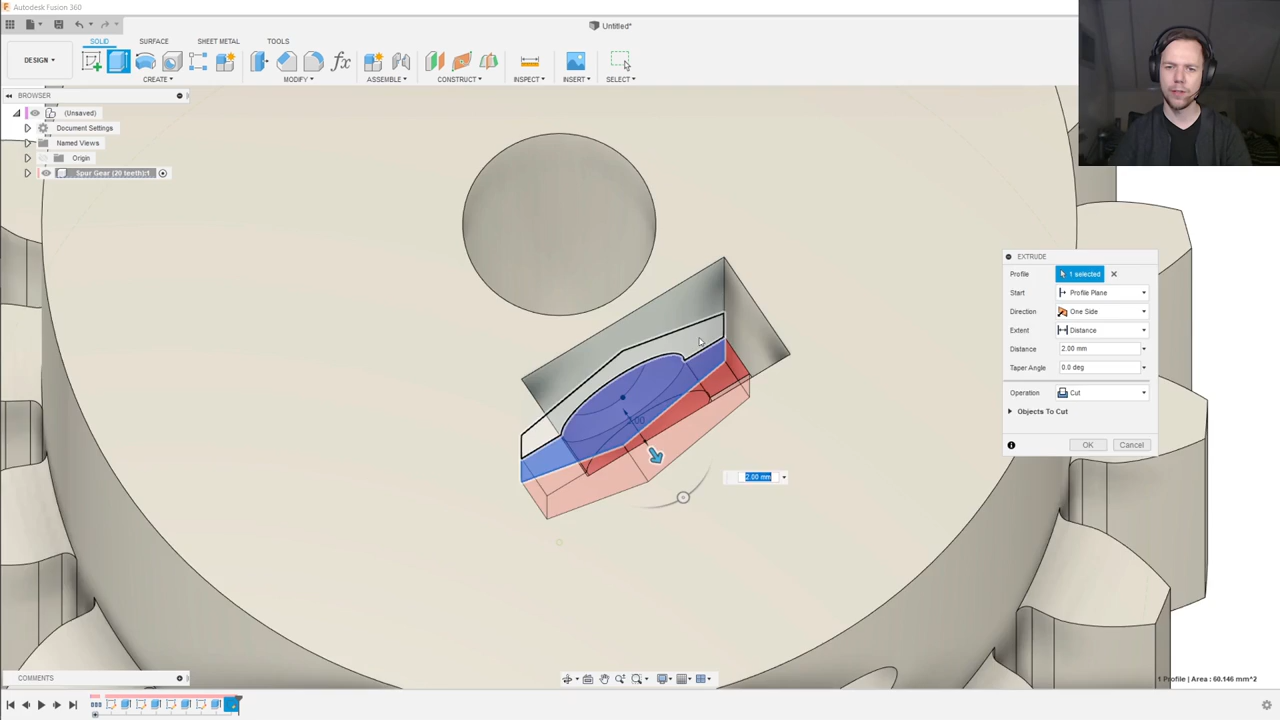 Autodesk Fusion 360
Untitled*
SOLID SURFACE SHEET METAL TOOLS
DESIGN
CREATE MODIFY ASSEMBLE CONSTRUCT INSPECT INSERT SELECT
BROWSER
(Unsaved)
Document Settings
Named Views
Origin
Spur Gear (20 teeth):1
EXTRUDE
Profile 1 selected
Start Profile Plane
Direction One Side
Extent Distance
Distance 2.00 mm
Taper Angle 0.0 deg
Operation Cut
Objects To Cut
OK Cancel
2.00
2.00 mm
COMMENTS
1 Profile | Area : 60.146 mm^2